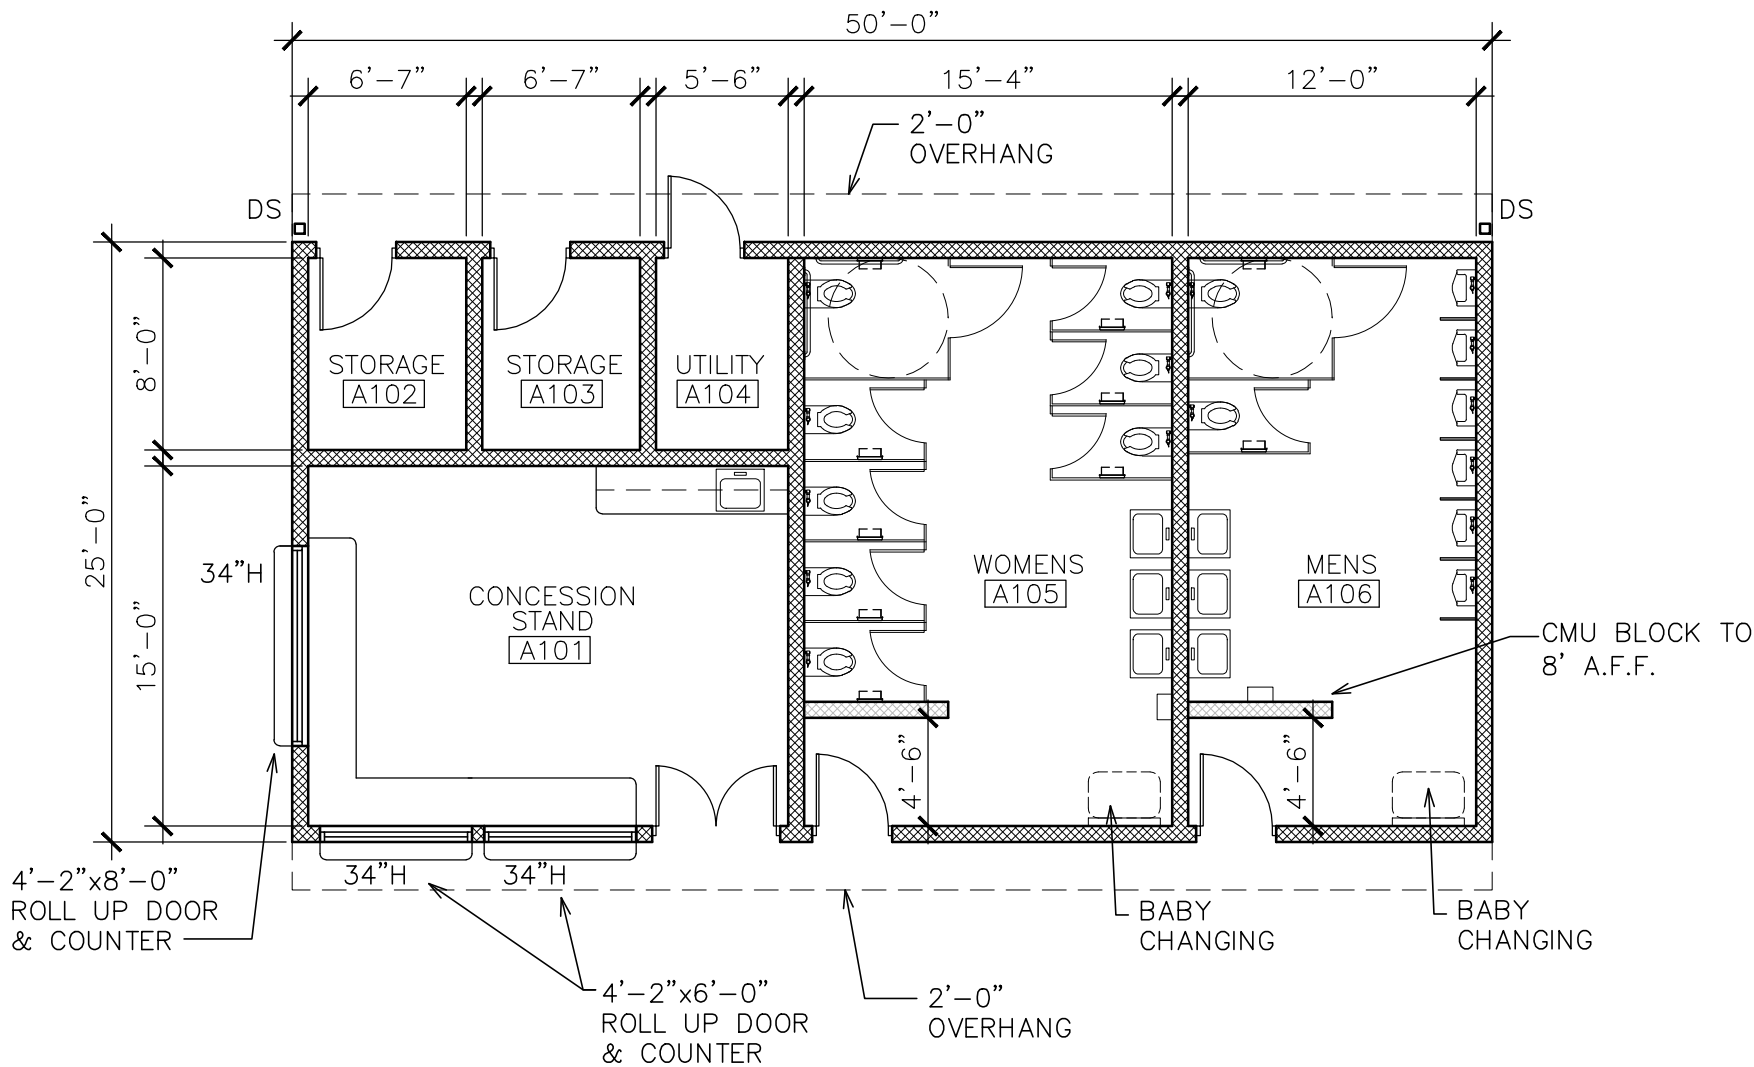 50'-0"
6'-7"
6'-7"
5'-6"
15'-4"
12'-0"
2'-0"
OVERHANG
DS
DS
8'-0"
25'-0"
15'-0"
STORAGE
A102
STORAGE
A103
UTILITY
A104
34"H
CONCESSION
STAND
A101
WOMENS
A105
MENS
A106
CMU BLOCK TO
8' A.F.F.
4'-6"
4'-6"
34"H
34"H
4'-2"x8'-0"
ROLL UP DOOR
& COUNTER
4'-2"x6'-0"
ROLL UP DOOR
& COUNTER
2'-0"
OVERHANG
BABY
CHANGING
BABY
CHANGING